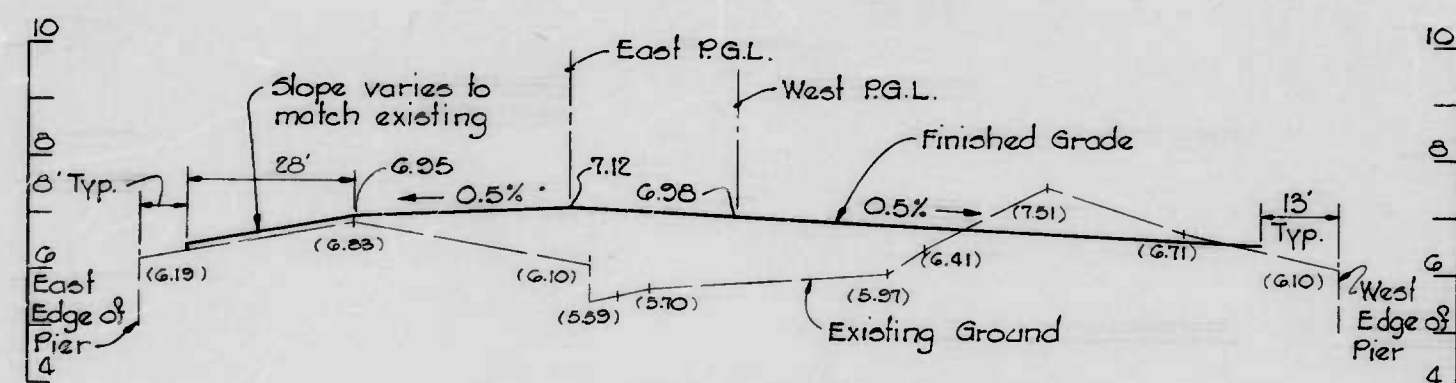 10
10
East P.G.L.
Slope varies to
match existing
West P.G.L.
Finished Grade
8
8
8' Typ.
28'
6.95
0.5%
7.12
6.98
0.5%
(7.51)
13'
Typ.
6
6
(6.19)
(6.83)
(6.10)
(5.59)
(5.70)
(5.97)
(6.41)
(6.71)
(6.10)
East
Edge of
Pier
Existing Ground
West
Edge of
Pier
4
4